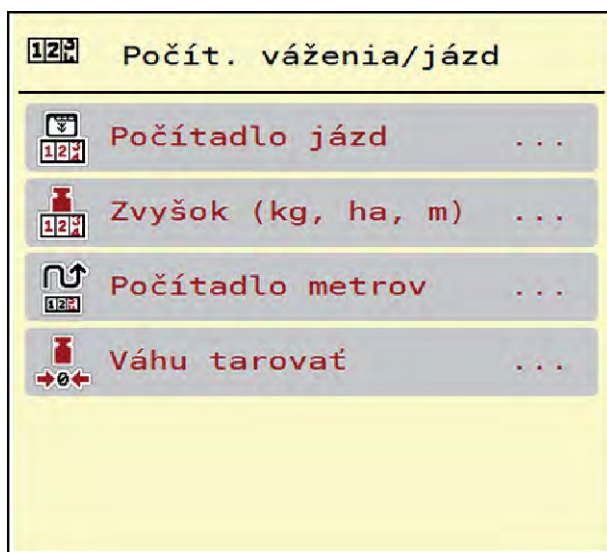 Počít. váženia/jázd
Počítadlo jázd ...
Zvyšok (kg, ha, m) ...
Počítadlo metrov ...
Váhu tarovať ...